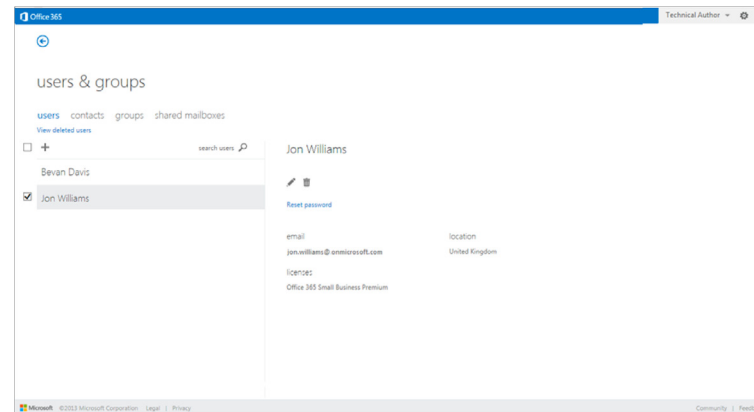 Office 365
Technical Author
users & groups
users contacts groups shared mailboxes
View deleted users
search users
Bevan Davis
Jon Williams
Jon Williams
Reset password
email location
jon.williams@ onmicrosoft.com United Kingdom
licenses
Office 365 Small Business Premium
Microsoft ©2013 Microsoft Corporation | Legal | Privacy
Community |